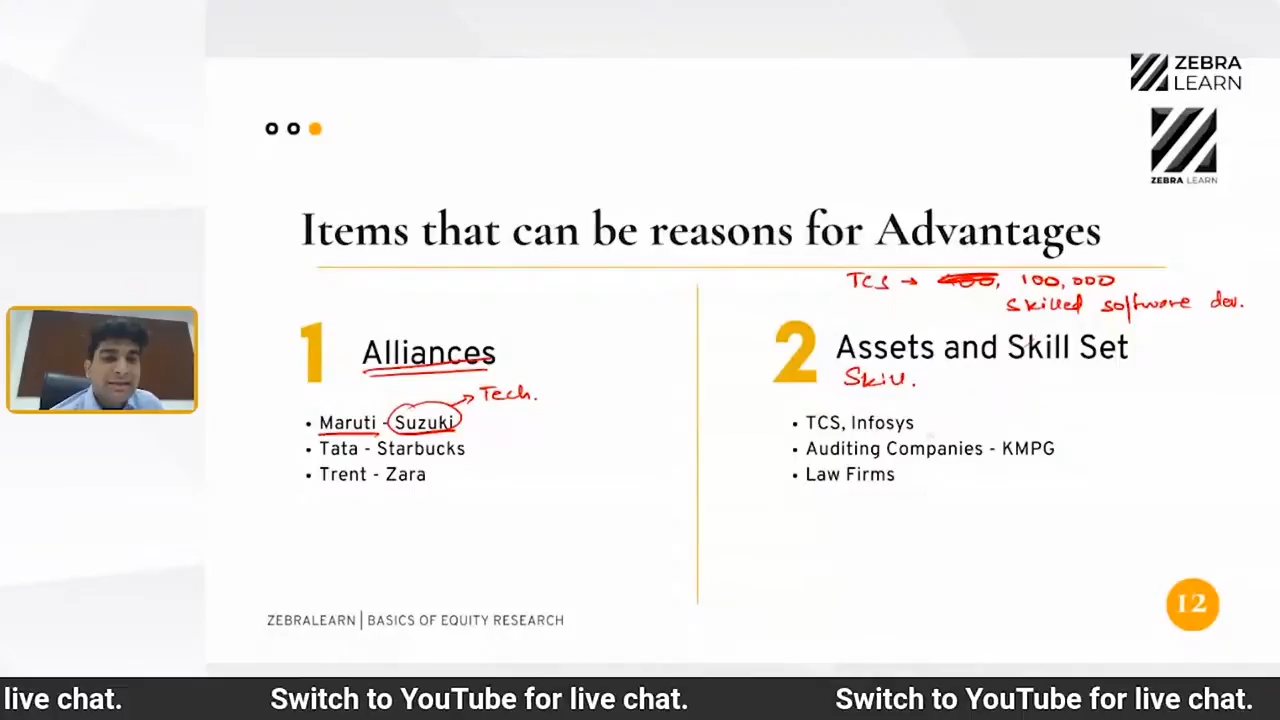 ZEBRA
LEARN
ZEBRA LEARN
Items that can be reasons for Advantages
TCS → 100,000
skilled software dev.
1 Alliances
→ Tech.
• Maruti - Suzuki
• Tata - Starbucks
• Trent - Zara
2 Assets and Skill Set
Skill.
• TCS, Infosys
• Auditing Companies - KMPG
• Law Firms
ZEBRALEARN | BASICS OF EQUITY RESEARCH
12
live chat. Switch to YouTube for live chat. Switch to YouTube for live chat.